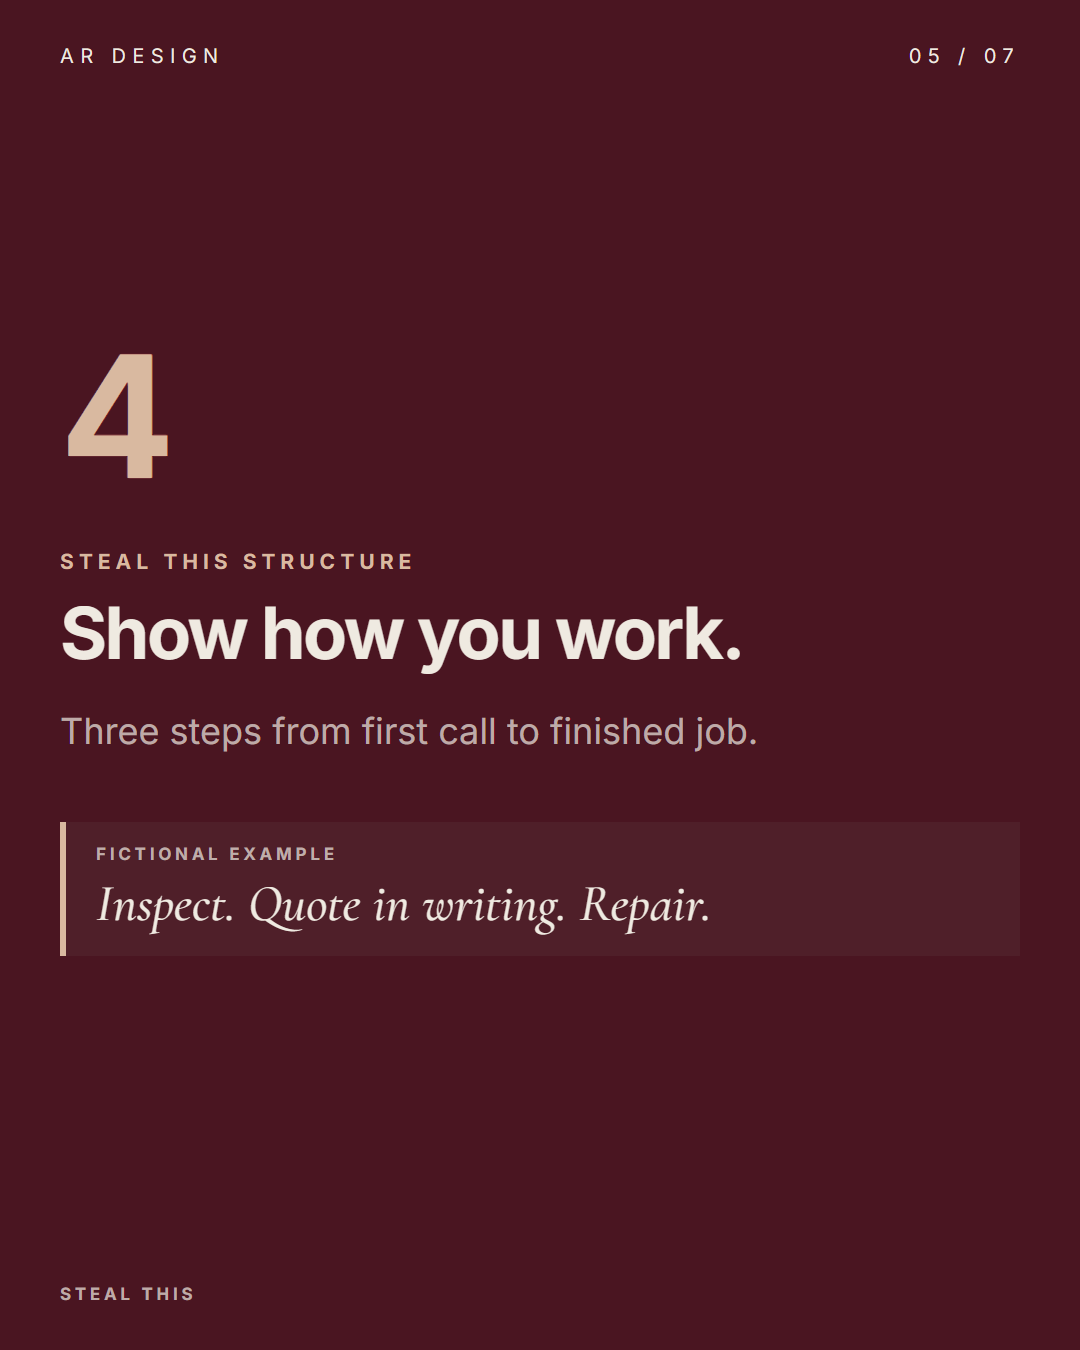 AR DESIGN
05 / 07
4
STEAL THIS STRUCTURE
Show how you work.
Three steps from first call to finished job.
FICTIONAL EXAMPLE
Inspect. Quote in writing. Repair.
STEAL THIS